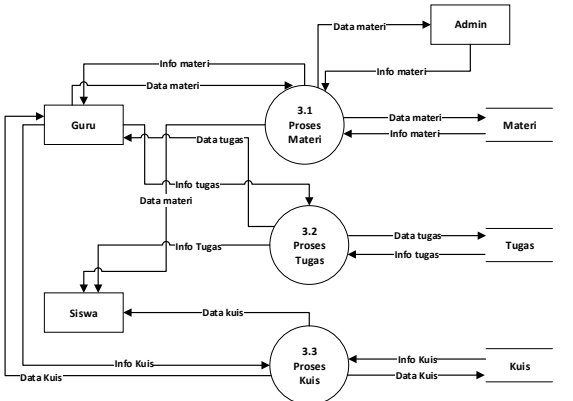 Admin
Data materi
Info materi
Info materi
Data materi
3.1
Proses
Materi
Data materi
Info materi
Materi
Guru
Data tugas
Info tugas
Data materi
3.2
Proses
Tugas
Data tugas
Info tugas
Tugas
Info Tugas
Siswa
Data kuis
3.3
Proses
Kuis
Info Kuis
Data Kuis
Kuis
Info Kuis
Data Kuis